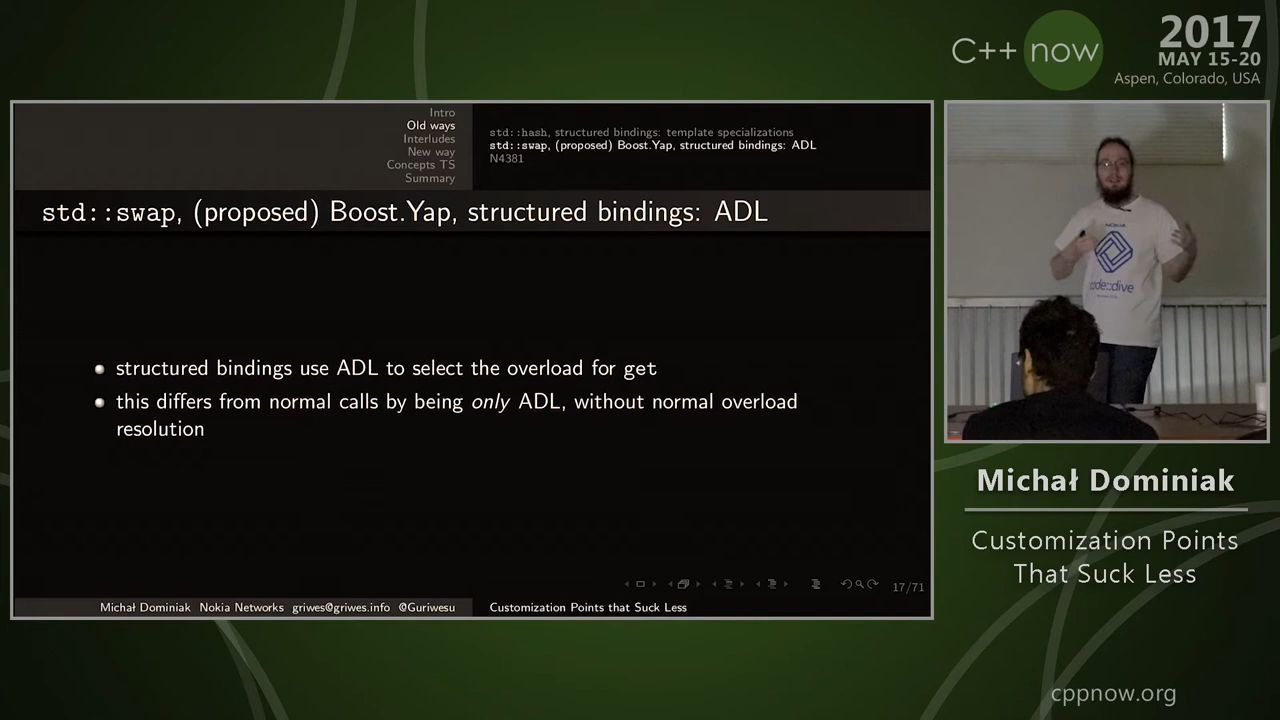 C++ now
2017
MAY 15-20
Aspen, Colorado, USA
Intro
Old ways
Interludes
New way
Concepts TS
Summary
std::hash, structured bindings: template specializations
std::swap, (proposed) Boost.Yap, structured bindings: ADL
N4381
std::swap, (proposed) Boost.Yap, structured bindings: ADL
structured bindings use ADL to select the overload for get
this differs from normal calls by being only ADL, without normal overload
resolution
17/71
Michał Dominiak Nokia Networks griwes@griwes.info @Guriwesu
Customization Points that Suck Less
NOKIA
code::dive
Michał Dominiak
Customization Points
That Suck Less
cppnow.org